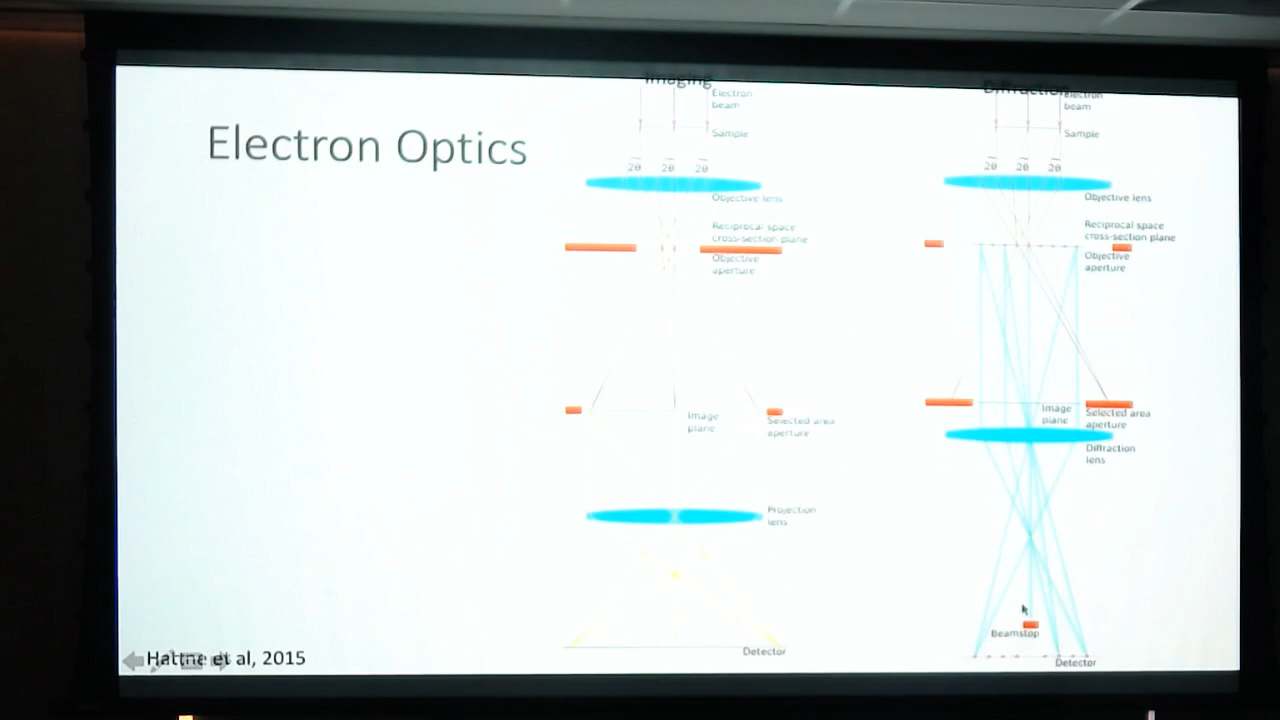 Electron Optics
Imaging
Electron
beam
Sample
2θ 2θ 2θ
Objective lens
Reciprocal space
cross-section plane
Objective
aperture
Image
plane
Selected area
aperture
Projection
lens
Detector
Diffraction
Electron
beam
Sample
2θ 2θ 2θ
Objective lens
Reciprocal space
cross-section plane
Objective
aperture
Image
plane
Selected area
aperture
Diffraction
lens
Beamstop
Detector
Hattne et al, 2015